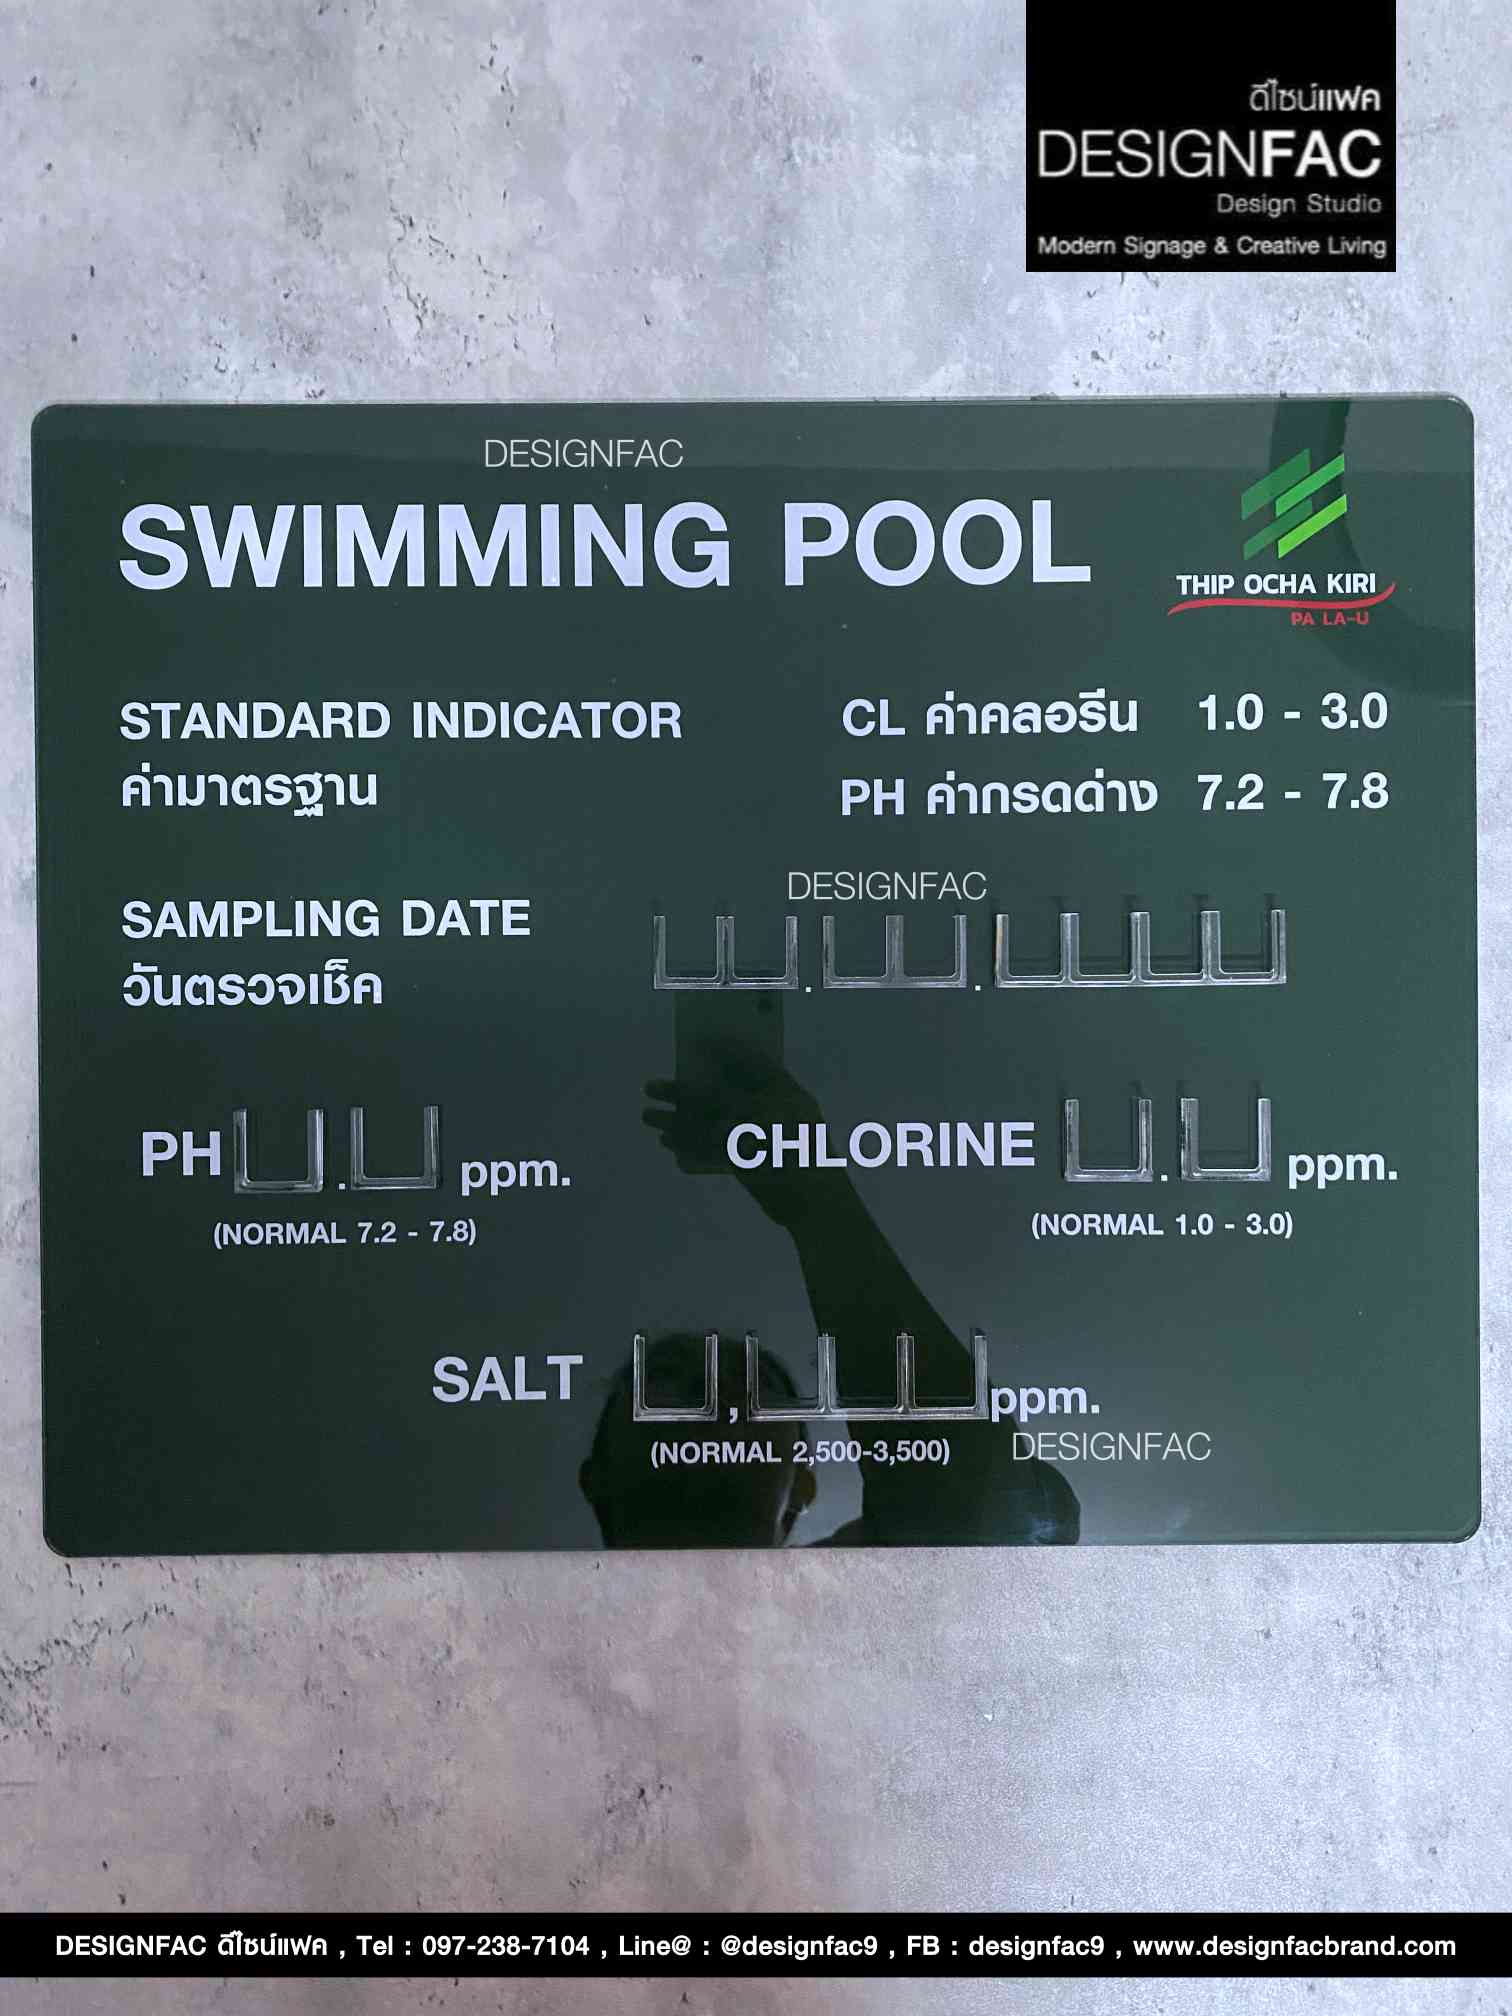 ดีไซน์แฟค
DESIGNFAC
Design Studio
Modern Signage & Creative Living
DESIGNFAC
SWIMMING POOL
THIP OCHA KIRI
PA LA-U
STANDARD INDICATOR
ค่ามาตรฐาน
CL ค่าคลอรีน 1.0 - 3.0
PH ค่ากรดด่าง 7.2 - 7.8
DESIGNFAC
SAMPLING DATE
วันตรวจเช็ค
. .
PH . ppm.
(NORMAL 7.2 - 7.8)
CHLORINE . ppm.
(NORMAL 1.0 - 3.0)
SALT , ppm.
(NORMAL 2,500-3,500)
DESIGNFAC
DESIGNFAC ดีไซน์แฟค , Tel : 097-238-7104 , Line@ : @designfac9 , FB : designfac9 , www.designfacbrand.com